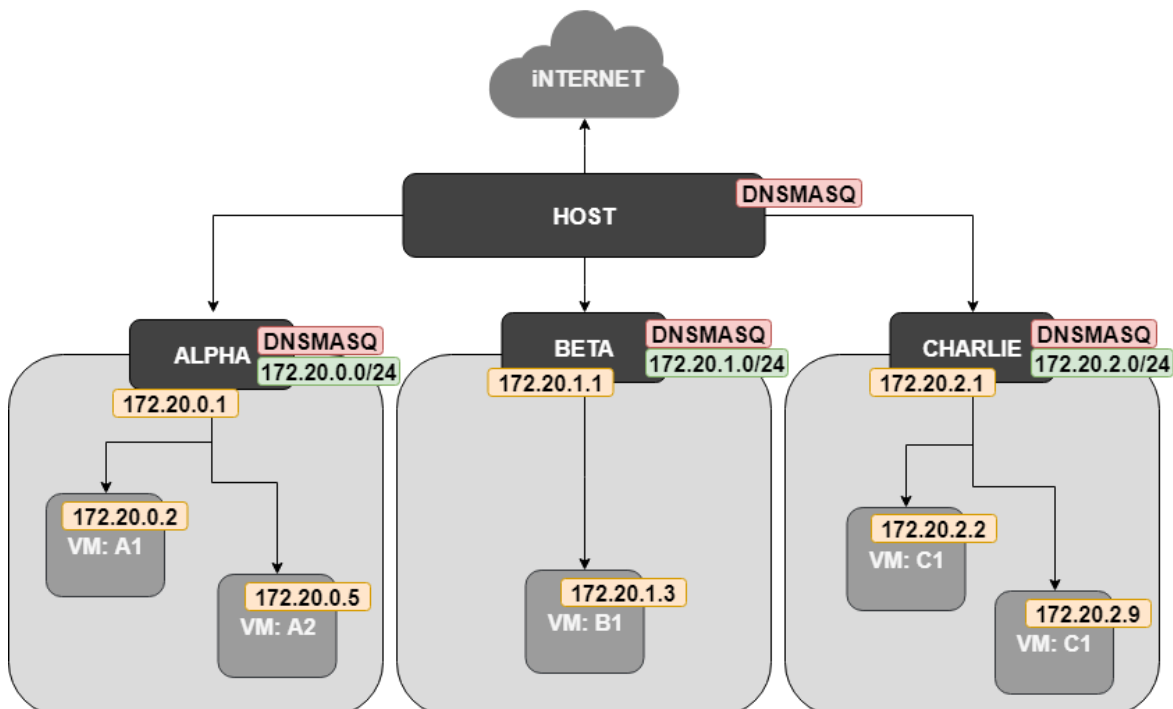 iNTERNET
DNSMASQ
HOST
DNSMASQ
ALPHA
172.20.0.0/24
172.20.0.1
DNSMASQ
BETA
172.20.1.0/24
172.20.1.1
DNSMASQ
CHARLIE
172.20.2.0/24
172.20.2.1
172.20.0.2
VM: A1
172.20.0.5
VM: A2
172.20.1.3
VM: B1
172.20.2.2
VM: C1
172.20.2.9
VM: C1